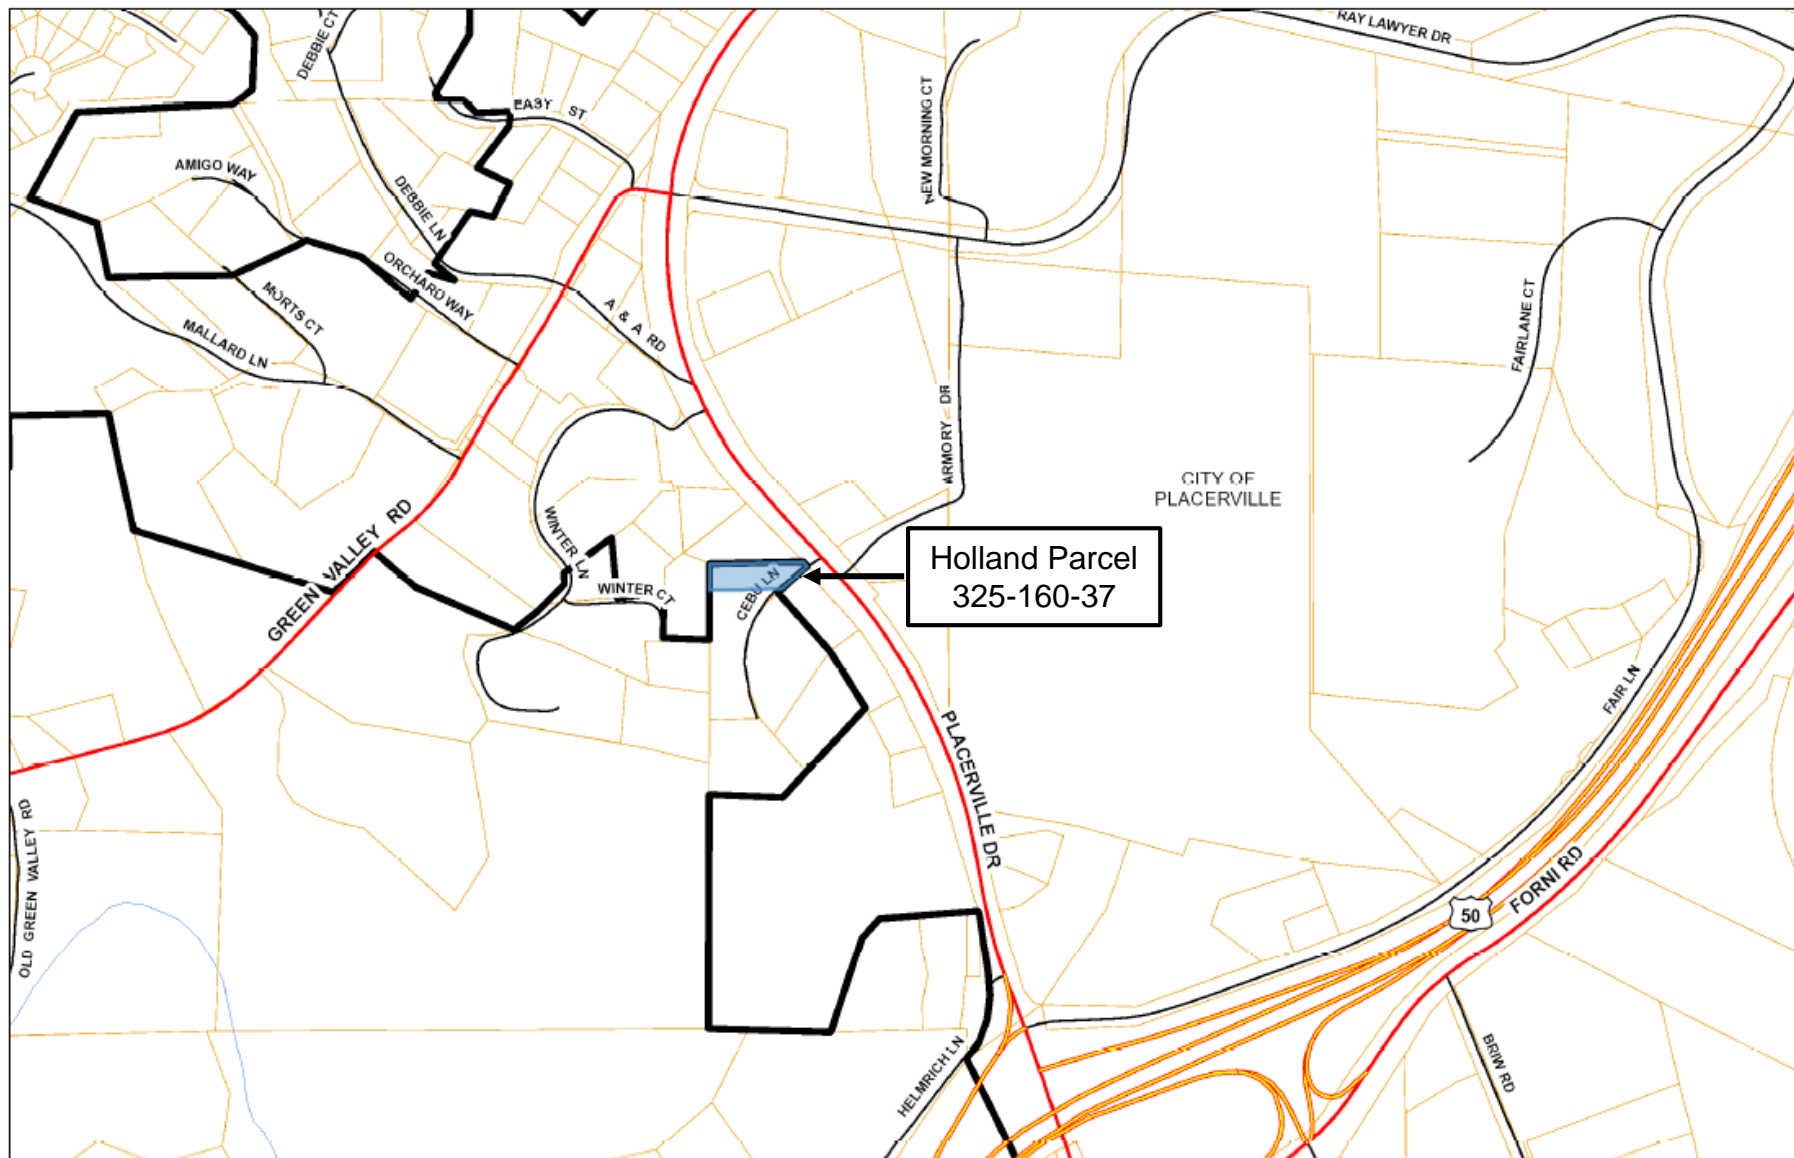 RAY LAWYER DR
DEBBIE CT
EASY ST
NEW MORNING CT
AMIGO WAY
DEBBIE LN
ORCHARD WAY
MORTS CT
A & A RD
MALLARD LN
FAIRLANE CT
ARMORY DR
CITY OF
PLACERVILLE
GREEN VALLEY RD
WINTER LN
WINTER CT
CEBU LN
Holland Parcel
325-160-37
FAIR LN
PLACERVILLE DR
OLD GREEN VALLEY RD
FORNI RD
50
HELMRICH LN
BRIW RD